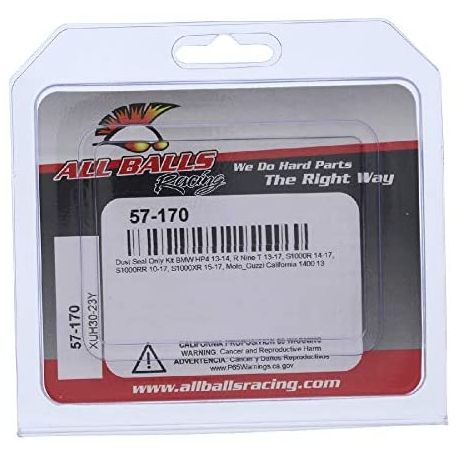 ALL BALLS
Racing
We Do Hard Parts
The Right Way
57-170
Dust Seal Only Kit BMW HP4 13-14, R Nine T 13-17, S1000R 14-17,
S1000RR 10-17, S1000XR 15-17, Moto_Guzzi California 1400 13
57-170
XUH30-23Y
CALIFORNIA PROPOSITION 65 WARNING
WARNING: Cancer and Reproductive Harm
ADVERTENCIA: Cáncer y Daños Reproductivos
www.P65Warnings.ca.gov
www.allballsracing.com